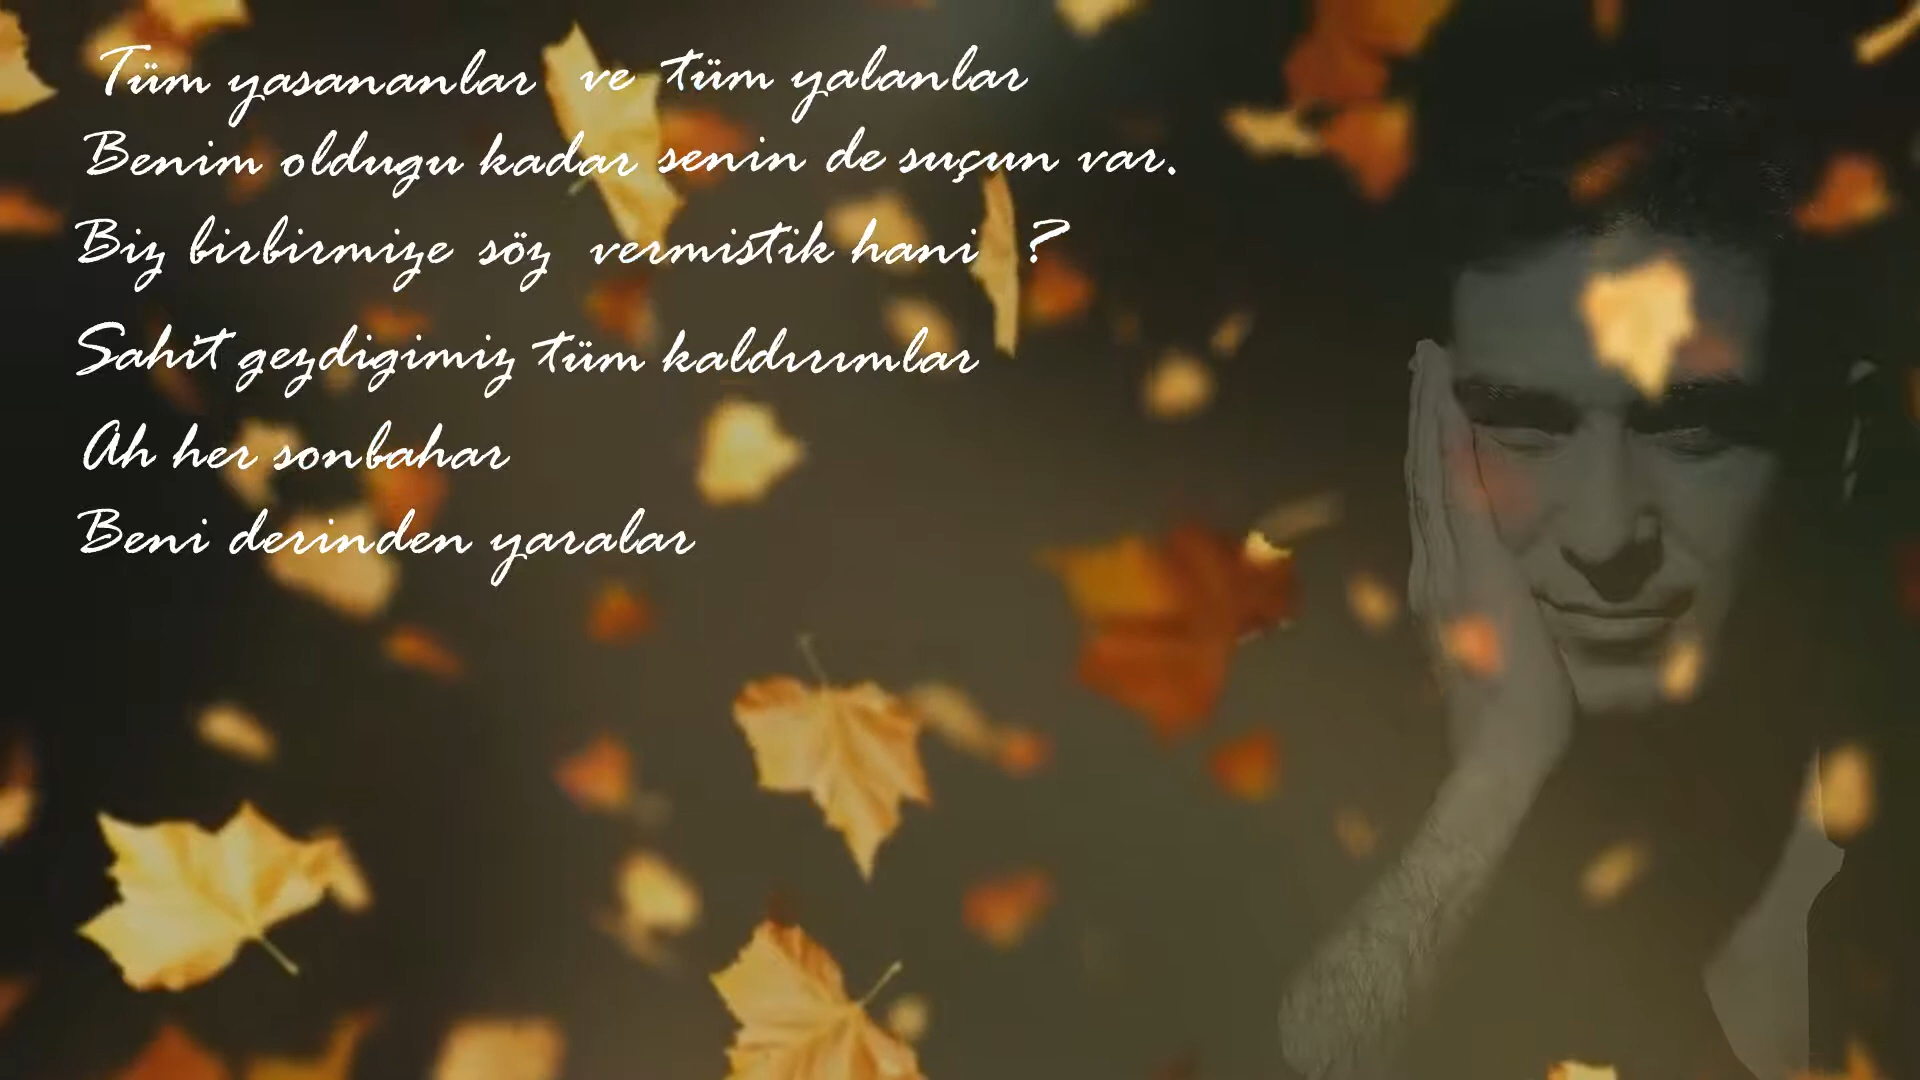 Tüm yasananlar ve tüm yalanlar
Benim oldugu kadar senin de suçun var.
Biz birbirmize söz vermistik hani ?
Sahit gezdigimiz tüm kaldırımlar
Ah her sonbahar
Beni derinden yaralar